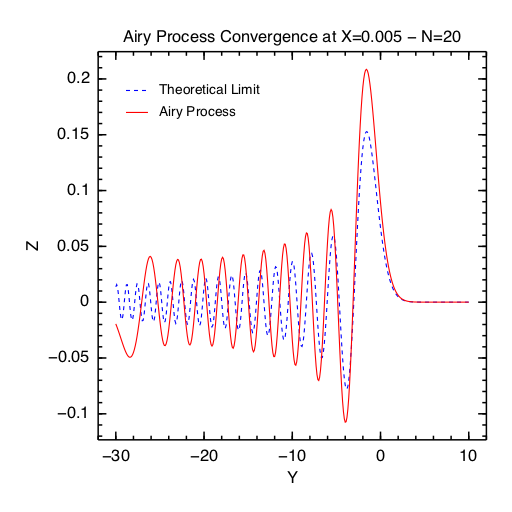 Airy Process Convergence at X=0.005 − N=20
Theoretical Limit
Airy Process
0.2
0.15
0.1
0.05
0
−0.05
−0.1
Z
−30
−20
−10
0
10
Y